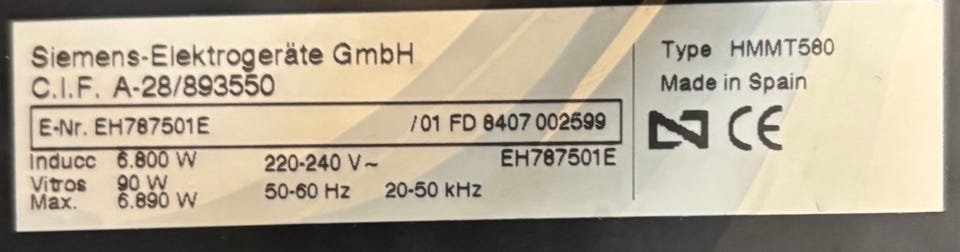 Siemens-Elektrogeräte GmbH
C.I.F. A-28/893550
E-Nr. EH787501E /01 FD 8407 002599
Inducc 6.800 W 220-240 V~ EH787501E
Vitros 90 W 50-60 Hz 20-50 kHz
Max. 6.890 W
Type HMMT580
Made in Spain
N CE